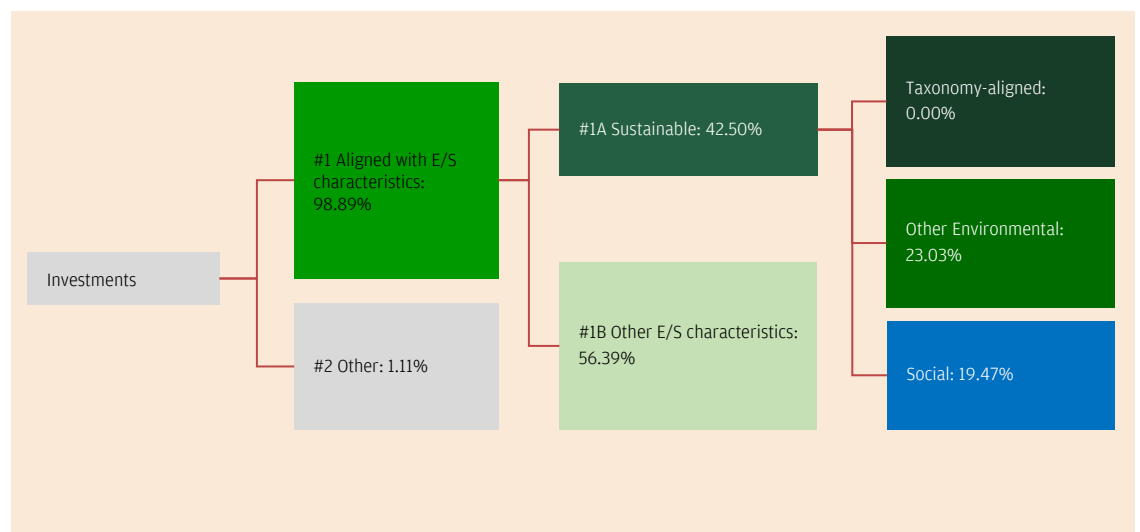 Investments
#1 Aligned with E/S
characteristics:
98.89%
#2 Other: 1.11%
#1A Sustainable: 42.50%
#1B Other E/S characteristics:
56.39%
Taxonomy-aligned:
0.00%
Other Environmental:
23.03%
Social: 19.47%